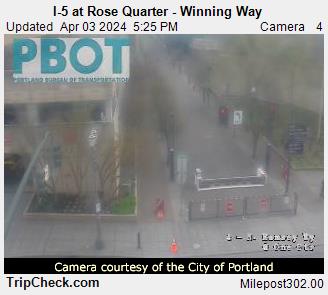 I-5 at Rose Quarter - Winning Way
Updated Apr 03 2024 5:25 PM Camera 4
PBOT
PORTLAND BUREAU OF TRANSPORTATION
Camera courtesy of the City of Portland
TripCheck.com Milepost302.00